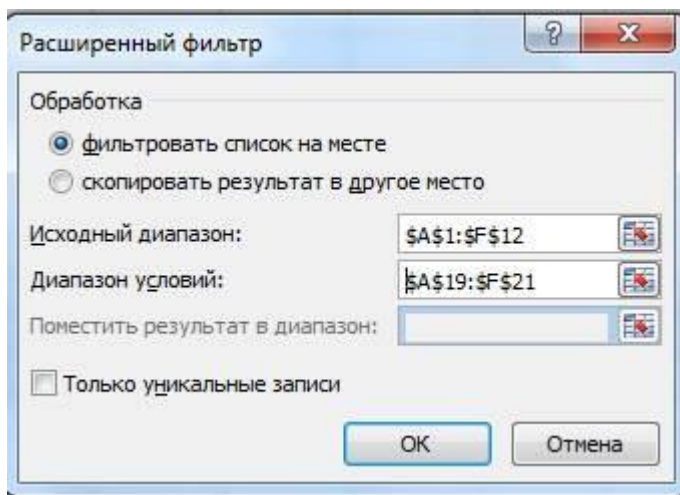 Расширенный фильтр
Обработка
фильтровать список на месте
скопировать результат в другое место
Исходный диапазон: $A$1:$F$12
Диапазон условий: $A$19:$F$21
Поместить результат в диапазон:
Только уникальные записи
ОК Отмена